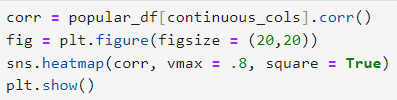 corr = popular_df[continuous_cols].corr()
fig = plt.figure(figsize = (20,20))
sns.heatmap(corr, vmax = .8, square = True)
plt.show()